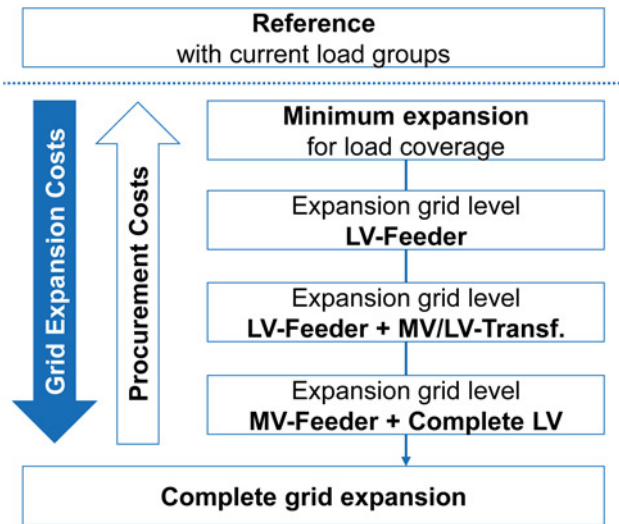 Reference
with current load groups
Grid Expansion Costs
Procurement Costs
Minimum expansion
for load coverage
Expansion grid level
LV-Feeder
Expansion grid level
LV-Feeder + MV/LV-Transf.
Expansion grid level
MV-Feeder + Complete LV
Complete grid expansion